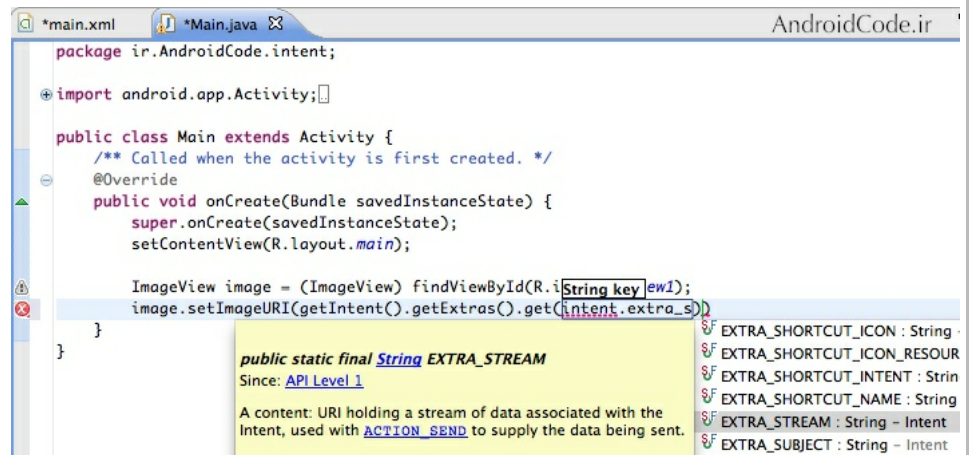 *main.xml
*Main.java
AndroidCode.ir
package ir.AndroidCode.intent;
import android.app.Activity;
public class Main extends Activity {
/** Called when the activity is first created. */
@Override
public void onCreate(Bundle savedInstanceState) {
super.onCreate(savedInstanceState);
setContentView(R.layout.main);
ImageView image = (ImageView) findViewById(R.i
String key
ew1);
image.setImageURI(getIntent().getExtras().get(intent.extra_s))
}
}
public static final String EXTRA_STREAM
Since: API Level 1
A content: URI holding a stream of data associated with the
Intent, used with ACTION_SEND to supply the data being sent.
EXTRA_SHORTCUT_ICON : String -
EXTRA_SHORTCUT_ICON_RESOUR
EXTRA_SHORTCUT_INTENT : Strin
EXTRA_SHORTCUT_NAME : String
EXTRA_STREAM : String - Intent
EXTRA_SUBJECT : String - Intent